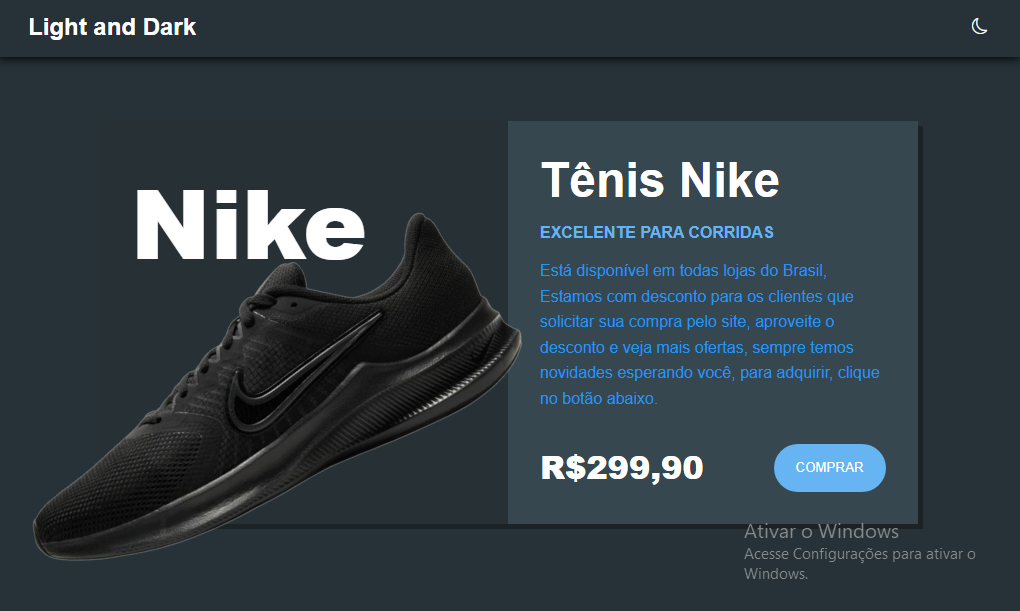 Light and Dark
Nike
Tênis Nike
EXCELENTE PARA CORRIDAS
Está disponível em todas lojas do Brasil,
Estamos com desconto para os clientes que
solicitar sua compra pelo site, aproveite o
desconto e veja mais ofertas, sempre temos
novidades esperando você, para adquirir, clique
no botão abaixo.
R$299,90
COMPRAR
Ativar o Windows
Acesse Configurações para ativar o
Windows.